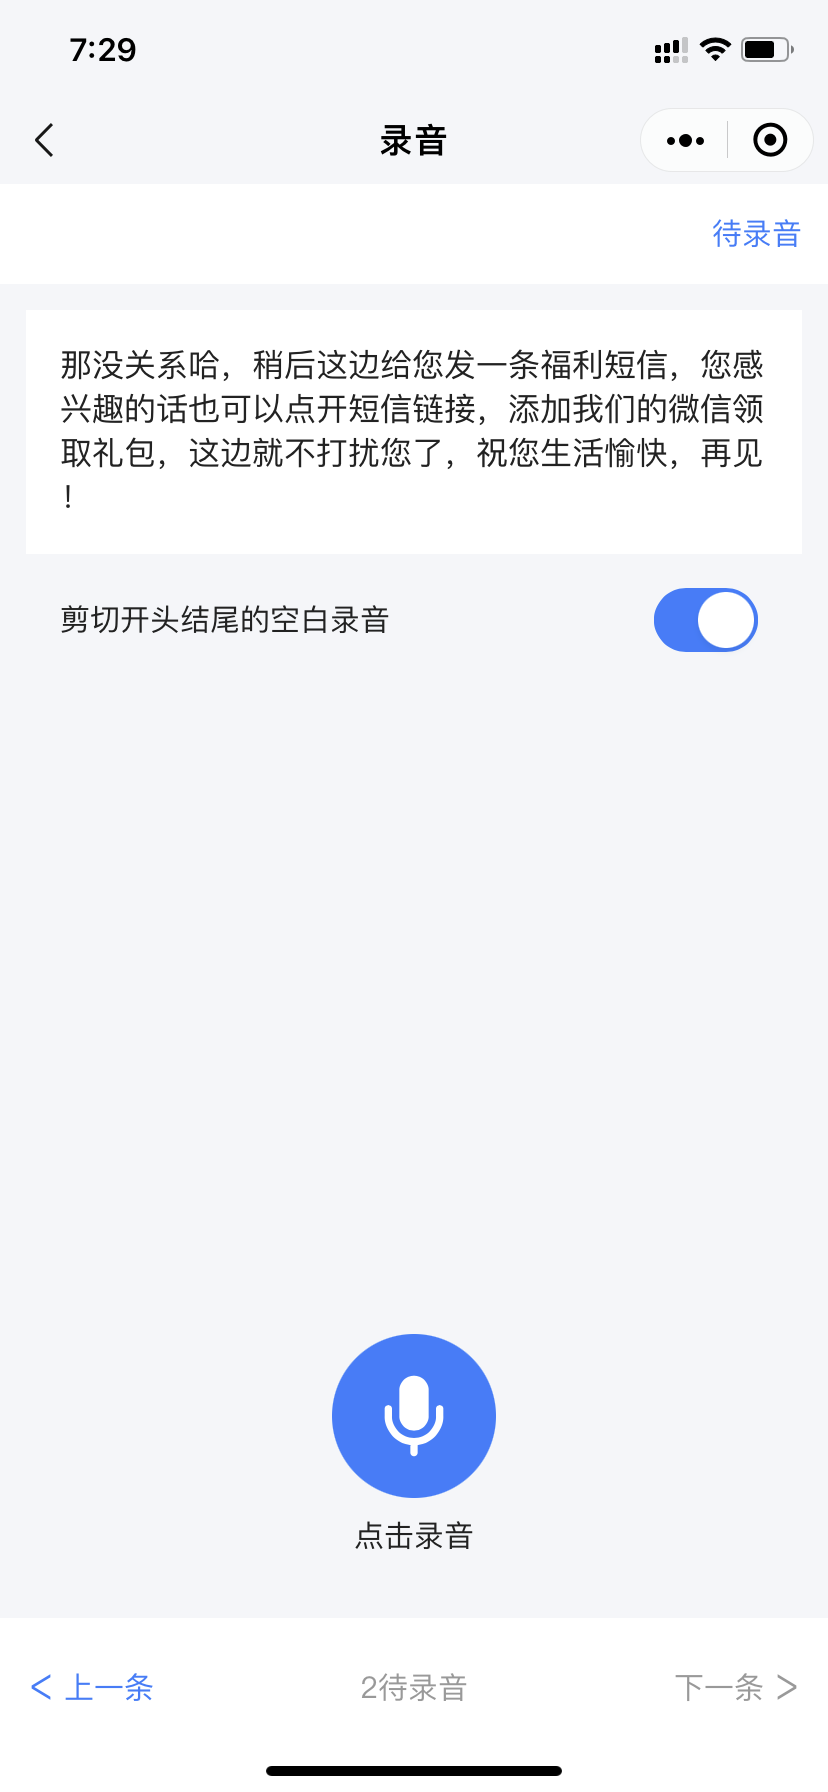 7:29
录音
待录音
那没关系哈，稍后这边给您发一条福利短信，您感
兴趣的话也可以点开短信链接，添加我们的微信领
取礼包，这边就不打扰您了，祝您生活愉快，再见
！
剪切开头结尾的空白录音
点击录音
< 上一条
2待录音
下一条 >